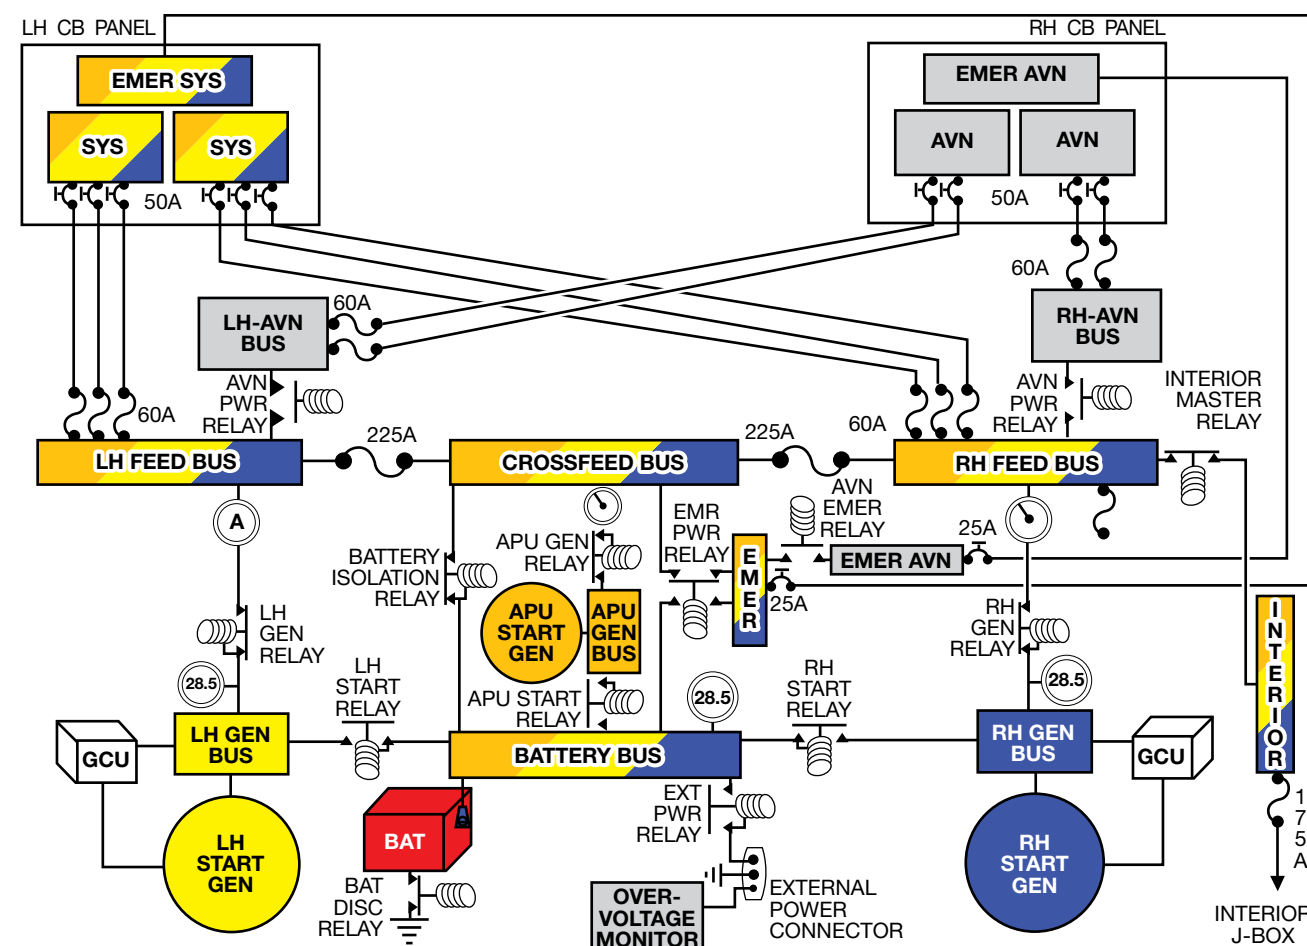 LH CB PANEL
RH CB PANEL
EMER SYS
SYS
SYS
50A
EMER AVN
AVN
AVN
50A
60A
LH-AVN
BUS
60A
RH-AVN
BUS
AVN
PWR
RELAY
60A
AVN
PWR
RELAY
INTERIOR
MASTER
RELAY
225A
225A
60A
LH FEED BUS
CROSSFEED BUS
RH FEED BUS
A
BATTERY
ISOLATION
RELAY
APU GEN
RELAY
EMR
PWR
RELAY
AVN
EMER
RELAY
EMER
EMER AVN
25A
25A
LH
GEN
RELAY
APU
START
GEN
APU
GEN
BUS
RH
GEN
RELAY
INTERIOR
28.5
LH
START
RELAY
APU START
RELAY
28.5
RH
START
RELAY
28.5
GCU
LH GEN
BUS
BATTERY BUS
RH GEN
BUS
GCU
LH
START
GEN
BAT
EXT
PWR
RELAY
RH
START
GEN
175A
BAT
DISC
RELAY
OVER-
VOLTAGE
MONITOR
EXTERNAL
POWER
CONNECTOR
INTERIOR
J-BOX